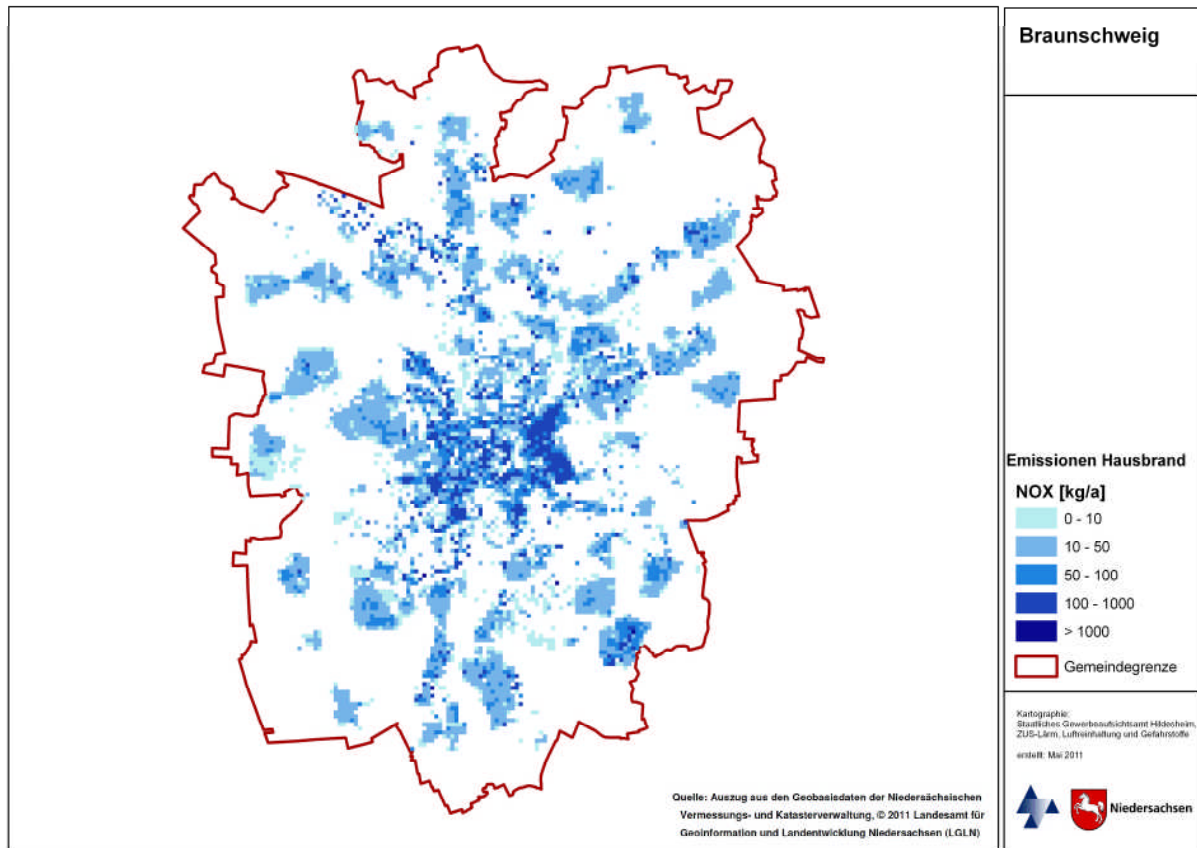 Braunschweig
Emissionen Hausbrand
NOX [kg/a]
0 - 10
10 - 50
50 - 100
100 - 1000
> 1000
Gemeindegrenze
Kartographie:
Staatliches Gewerbeaufsichtsamt Hildesheim,
ZUS-Lärm, Luftreinhaltung und Gefahrstoffe
erstellt: Mai 2011
Niedersachsen
Quelle: Auszug aus den Geobasisdaten der Niedersächsischen
Vermessungs- und Katasterverwaltung, © 2011 Landesamt für
Geoinformation und Landentwicklung Niedersachsen (LGLN)